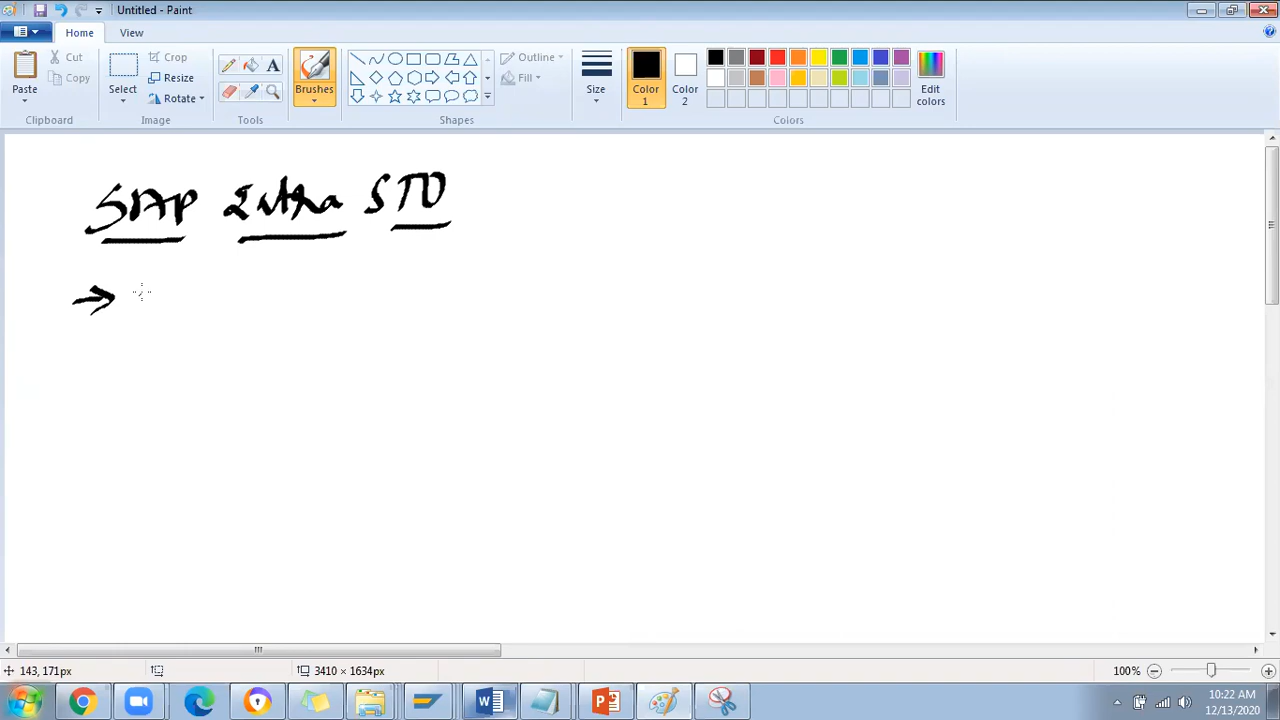 Untitled - Paint
Home View
Cut
Copy
Paste
Clipboard
Crop
Resize
Rotate
Select
Image
A
Tools
Brushes
Outline
Fill
Shapes
Size
Color 1
Color 2
Edit colors
Colors
SAP Intra STO
→
143, 171px
3410 × 1634px
100%
10:22 AM
12/13/2020